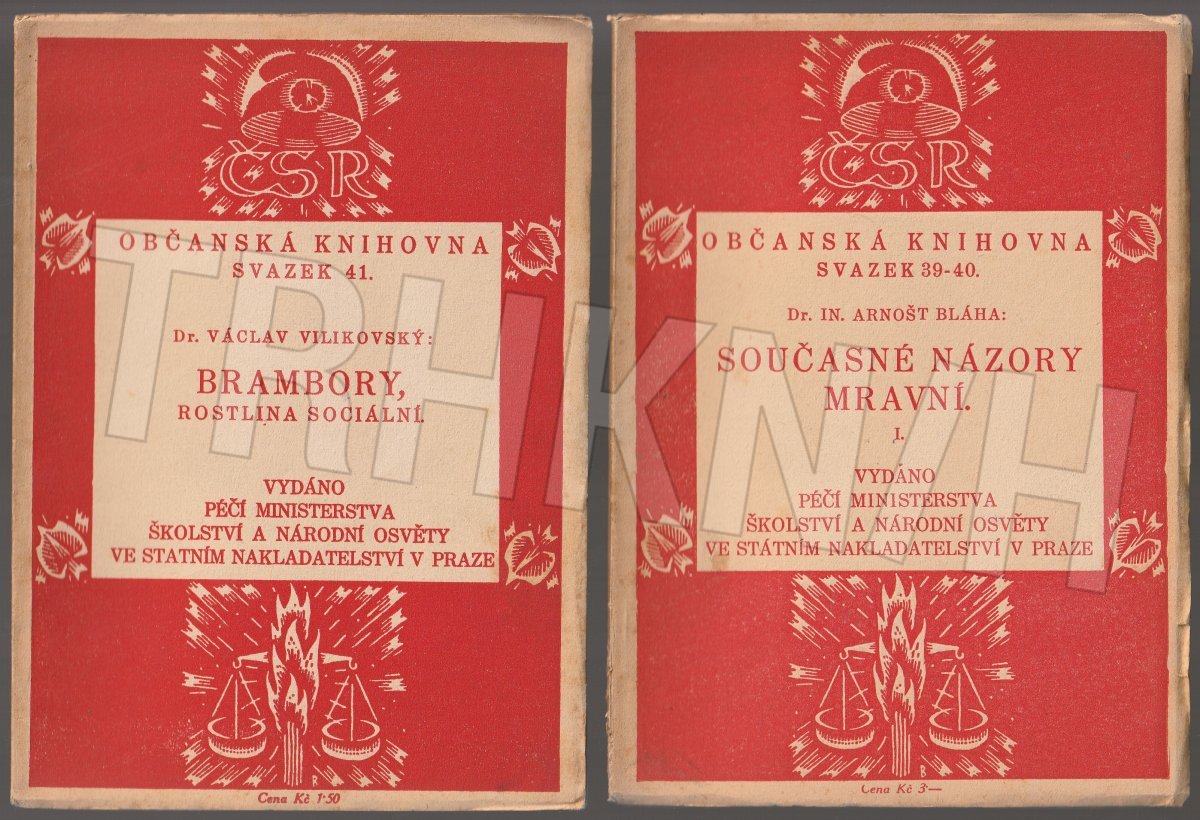 ČSR
OBČANSKÁ KNIHOVNA
SVAZEK 41.
Dr. VÁCLAV VILIKOVSKÝ:
BRAMBORY,
ROSTLINA SOCIÁLNÍ.
VYDÁNO
PÉČÍ MINISTERSTVA
ŠKOLSTVÍ A NÁRODNÍ OSVĚTY
VE STATNÍM NAKLADATELSTVÍ V PRAZE
B
Cena Kč 1·50
ČSR
OBČANSKÁ KNIHOVNA
SVAZEK 39-40.
Dr. IN. ARNOŠT BLÁHA:
SOUČASNÉ NÁZORY
MRAVNÍ.
I.
VYDÁNO
PÉČÍ MINISTERSTVA
ŠKOLSTVÍ A NÁRODNÍ OSVĚTY
VE STÁTNÍM NAKLADATELSTVÍ V PRAZE
B
Cena Kč 3·—
TRHKNIH